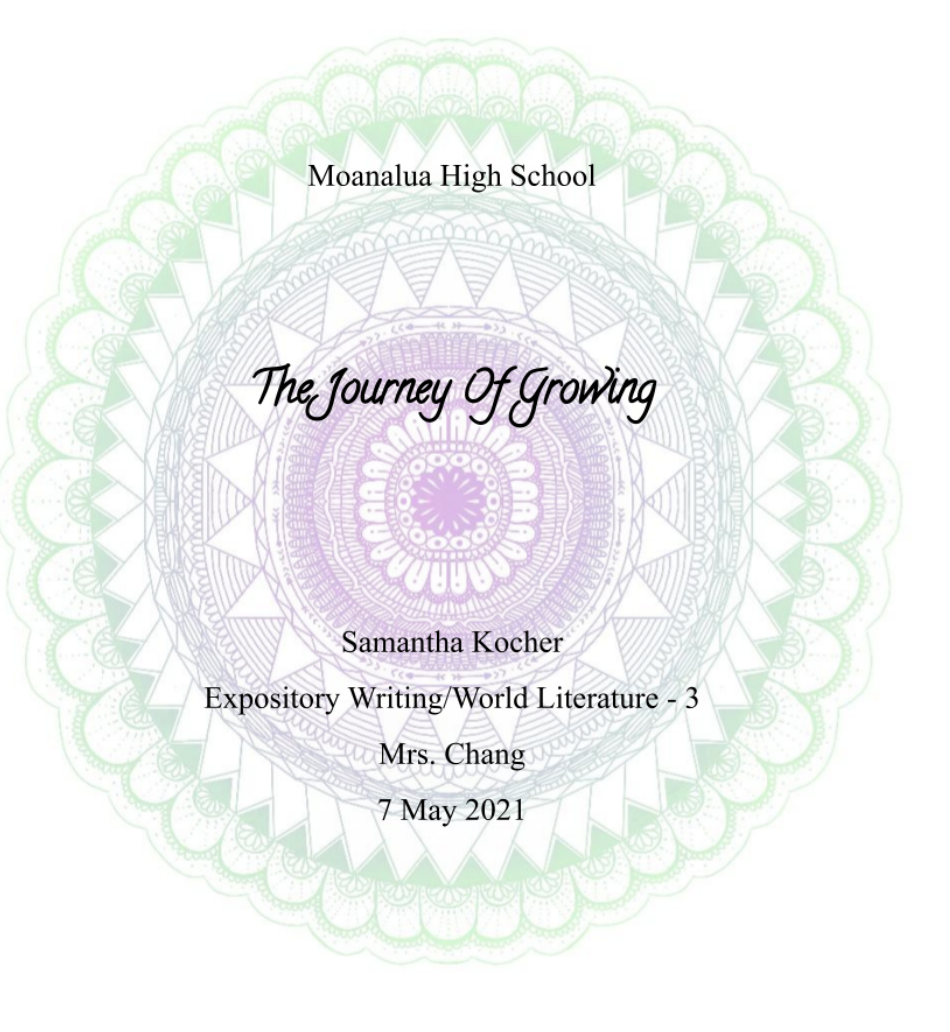 Moanalua High School
The Journey Of Growing
Samantha Kocher
Expository Writing/World Literature - 3
Mrs. Chang
7 May 2021